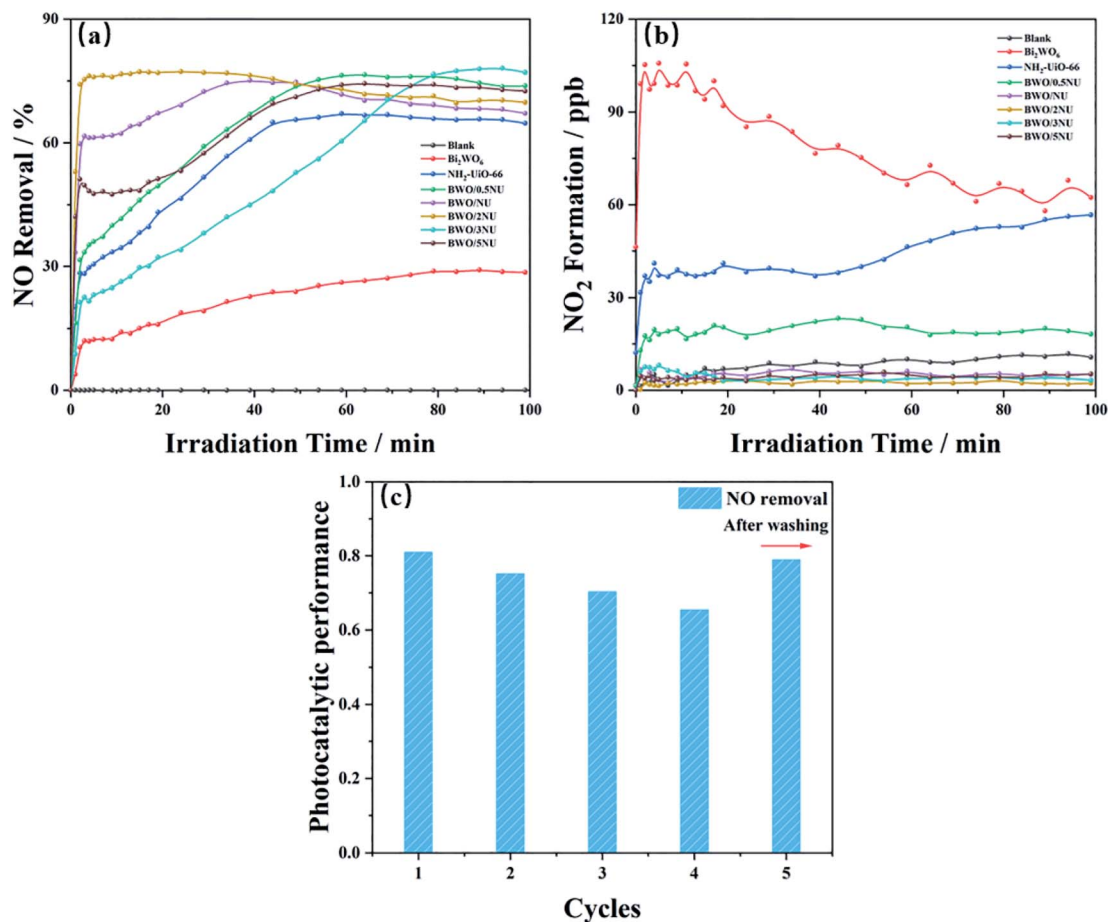 (a)
NO Removal / %
90
60
30
0
0
20
40
60
80
100
Irradiation Time / min
Blank
Bi₂WO₆
NH₂-UiO-66
BWO/0.5NU
BWO/NU
BWO/2NU
BWO/3NU
BWO/5NU
(b)
NO₂ Formation / ppb
120
90
60
30
0
0
20
40
60
80
100
Irradiation Time / min
Blank
Bi₂WO₆
NH₂-UiO-66
BWO/0.5NU
BWO/NU
BWO/2NU
BWO/3NU
BWO/5NU
(c)
Photocatalytic performance
1.0
0.8
0.6
0.4
0.2
0.0
NO removal
After washing
1
2
3
4
5
Cycles